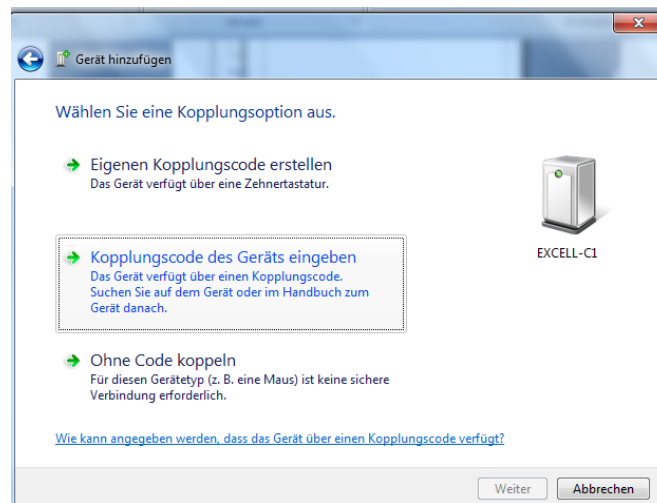 Gerät hinzufügen
Wählen Sie eine Kopplungsoption aus.
Eigenen Kopplungscode erstellen
Das Gerät verfügt über eine Zehnertastatur.
Kopplungscode des Geräts eingeben
Das Gerät verfügt über einen Kopplungscode.
Suchen Sie auf dem Gerät oder im Handbuch zum
Gerät danach.
EXCELL-C1
Ohne Code koppeln
Für diesen Gerätetyp (z. B. eine Maus) ist keine sichere
Verbindung erforderlich.
Wie kann angegeben werden, dass das Gerät über einen Kopplungscode verfügt?
Weiter
Abbrechen